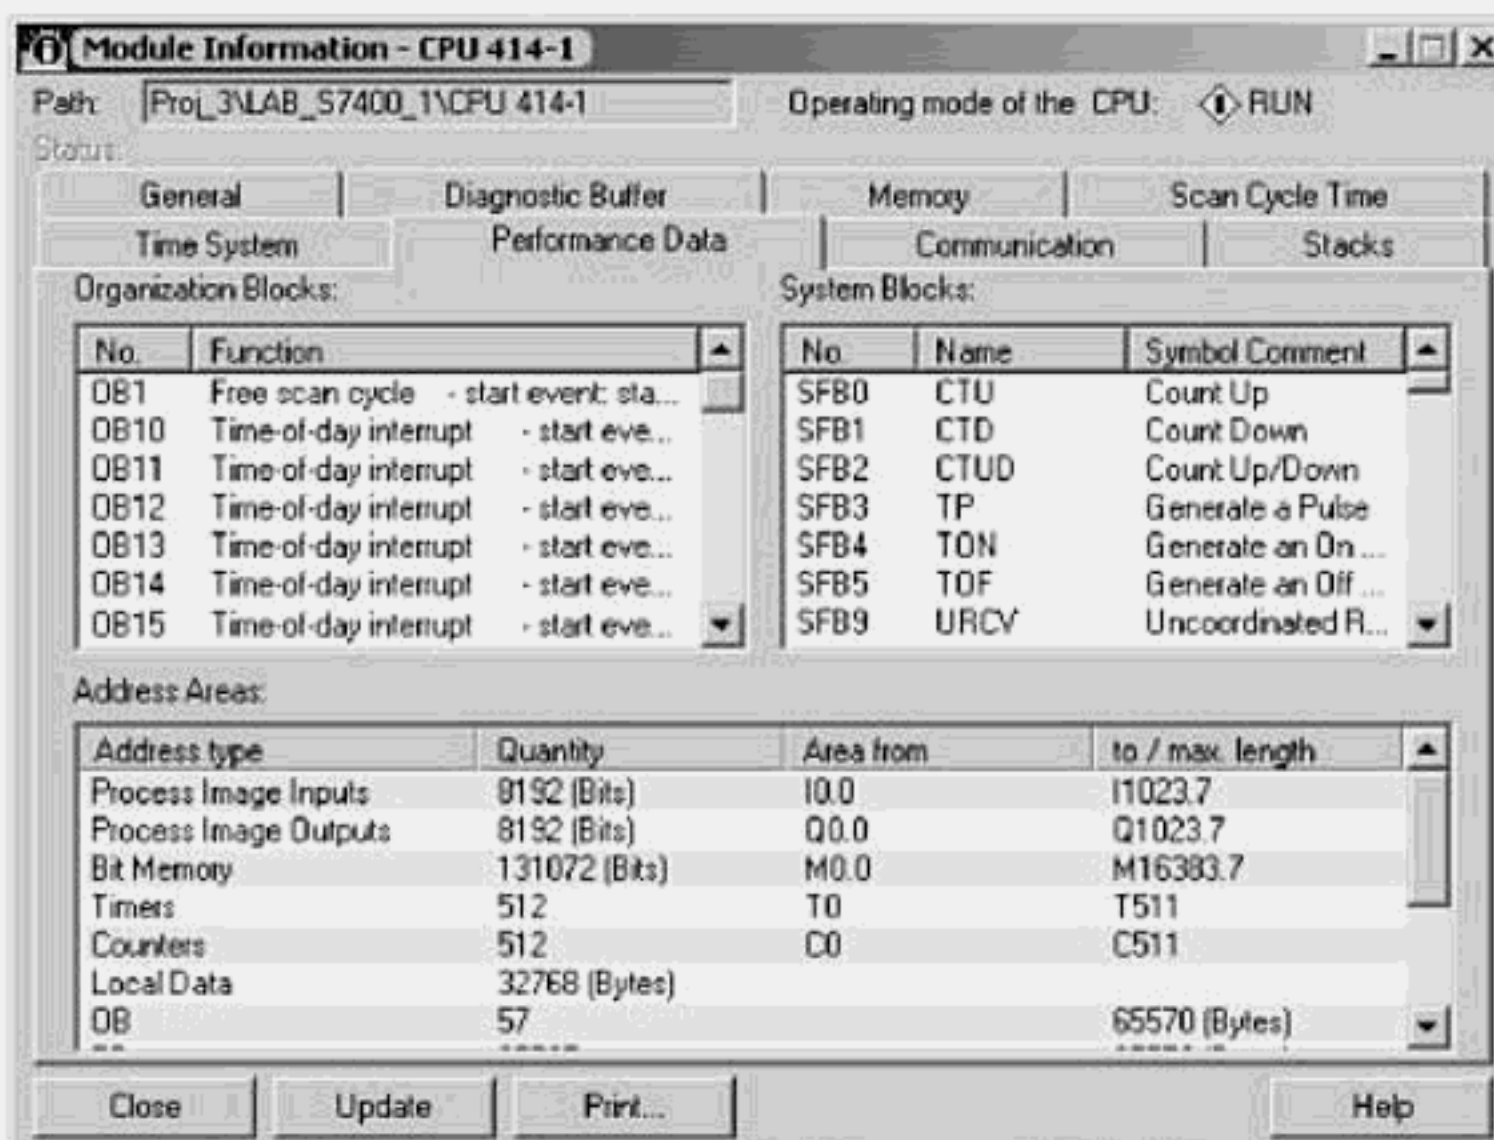 Module Information - CPU 414-1
Path: Proj_3\LAB_S7400_1\CPU 414-1 Operating mode of the CPU: RUN
Status:
General Diagnostic Buffer Memory Scan Cycle Time
Time System Performance Data Communication Stacks
Organization Blocks: System Blocks:
No. Function No. Name Symbol Comment
OB1 Free scan cycle - start event: sta... SFB0 CTU Count Up
OB10 Time-of-day interrupt - start eve... SFB1 CTD Count Down
OB11 Time-of-day interrupt - start eve... SFB2 CTUD Count Up/Down
OB12 Time-of-day interrupt - start eve... SFB3 TP Generate a Pulse
OB13 Time-of-day interrupt - start eve... SFB4 TON Generate an On ...
OB14 Time-of-day interrupt - start eve... SFB5 TOF Generate an Off ...
OB15 Time-of-day interrupt - start eve... SFB9 URCV Uncoordinated R...
Address Areas:
Address type Quantity Area from to / max. length
Process Image Inputs 8192 (Bits) I0.0 I1023.7
Process Image Outputs 8192 (Bits) Q0.0 Q1023.7
Bit Memory 131072 (Bits) M0.0 M16383.7
Timers 512 T0 T511
Counters 512 C0 C511
Local Data 32768 (Bytes)
OB 57 65570 (Bytes)
Close Update Print... Help